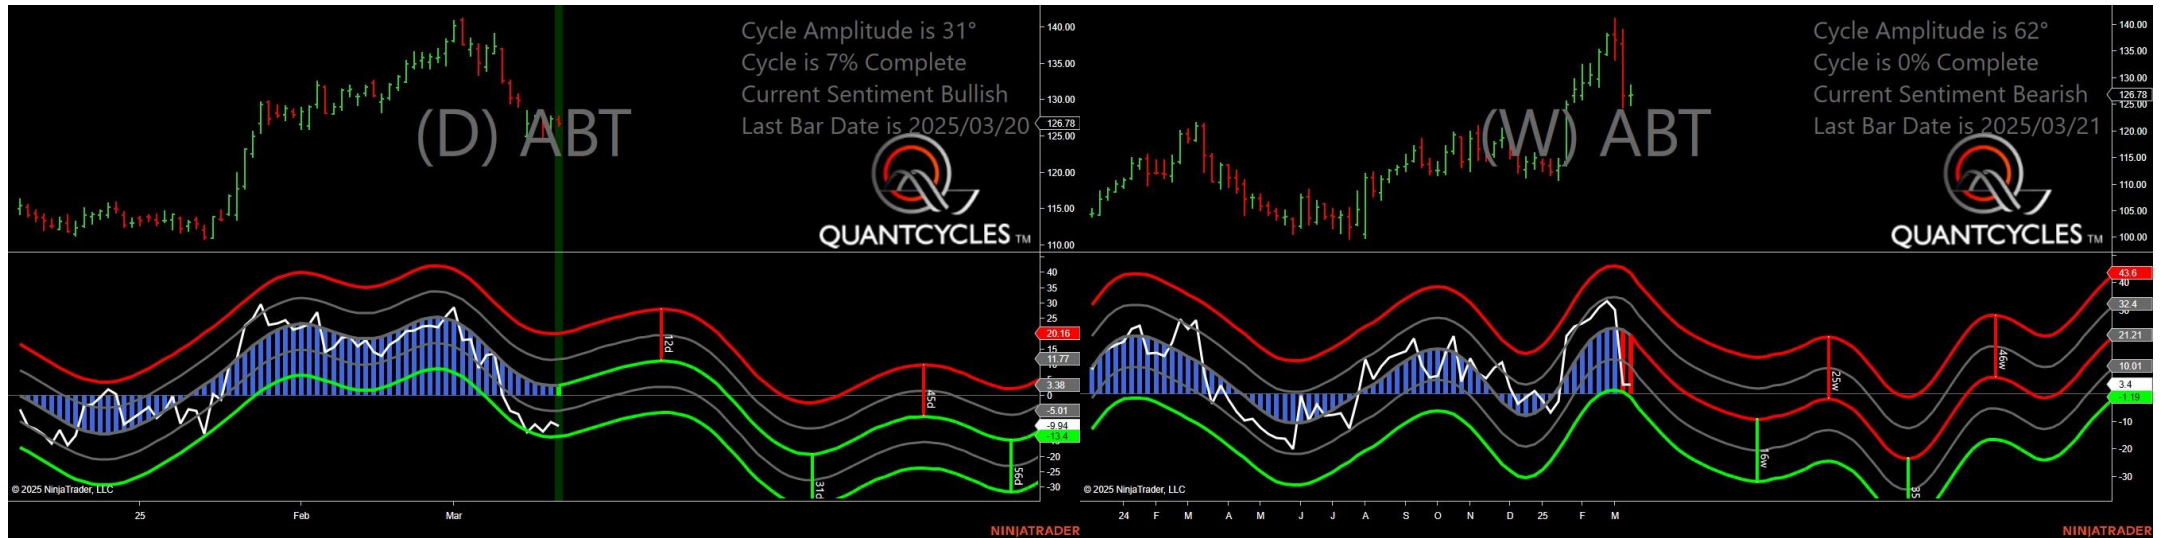 Cycle Amplitude is 31°
Cycle is 7% Complete
Current Sentiment Bullish
Last Bar Date is 2025/03/20
(D) ABT
QUANTCYCLES TM
140.00
135.00
130.00
126.78
125.00
120.00
115.00
110.00
40
35
30
25
20.16
15
11.77
3.38
0
-5.01
-9.94
-13.4
-20
-25
-30
12d
31d
45d
56d
© 2025 NinjaTrader, LLC
25 Feb Mar
NINJATRADER
Cycle Amplitude is 62°
Cycle is 0% Complete
Current Sentiment Bearish
Last Bar Date is 2025/03/21
(W) ABT
QUANTCYCLES TM
140.00
135.00
130.00
126.78
125.00
120.00
115.00
110.00
105.00
100.00
43.6
40
32.4
30
21.21
10.01
3.4
-1.19
-10
-20
-30
16w
25w
46w
© 2025 NinjaTrader, LLC
24 F M A M J J A S O N D 25 F M
NINJATRADER